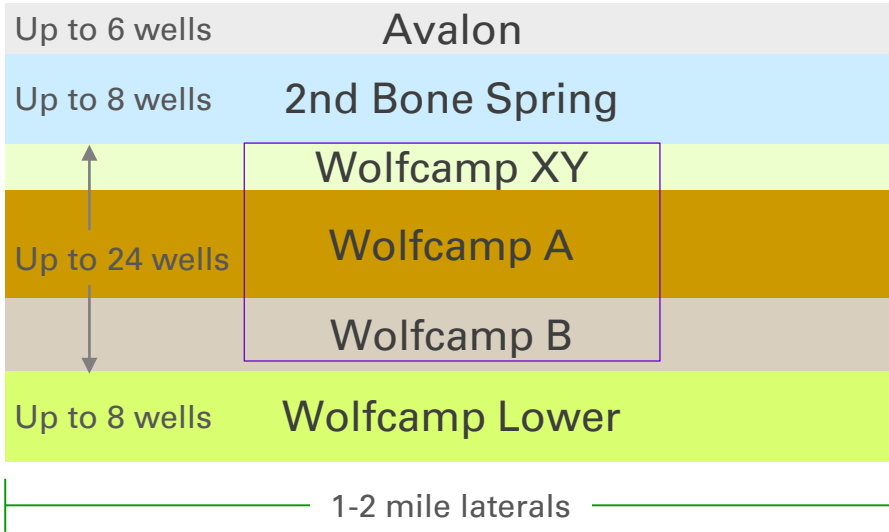 Up to 6 wells Avalon
Up to 8 wells 2nd Bone Spring
Wolfcamp XY
Up to 24 wells Wolfcamp A
Wolfcamp B
Up to 8 wells Wolfcamp Lower
1-2 mile laterals